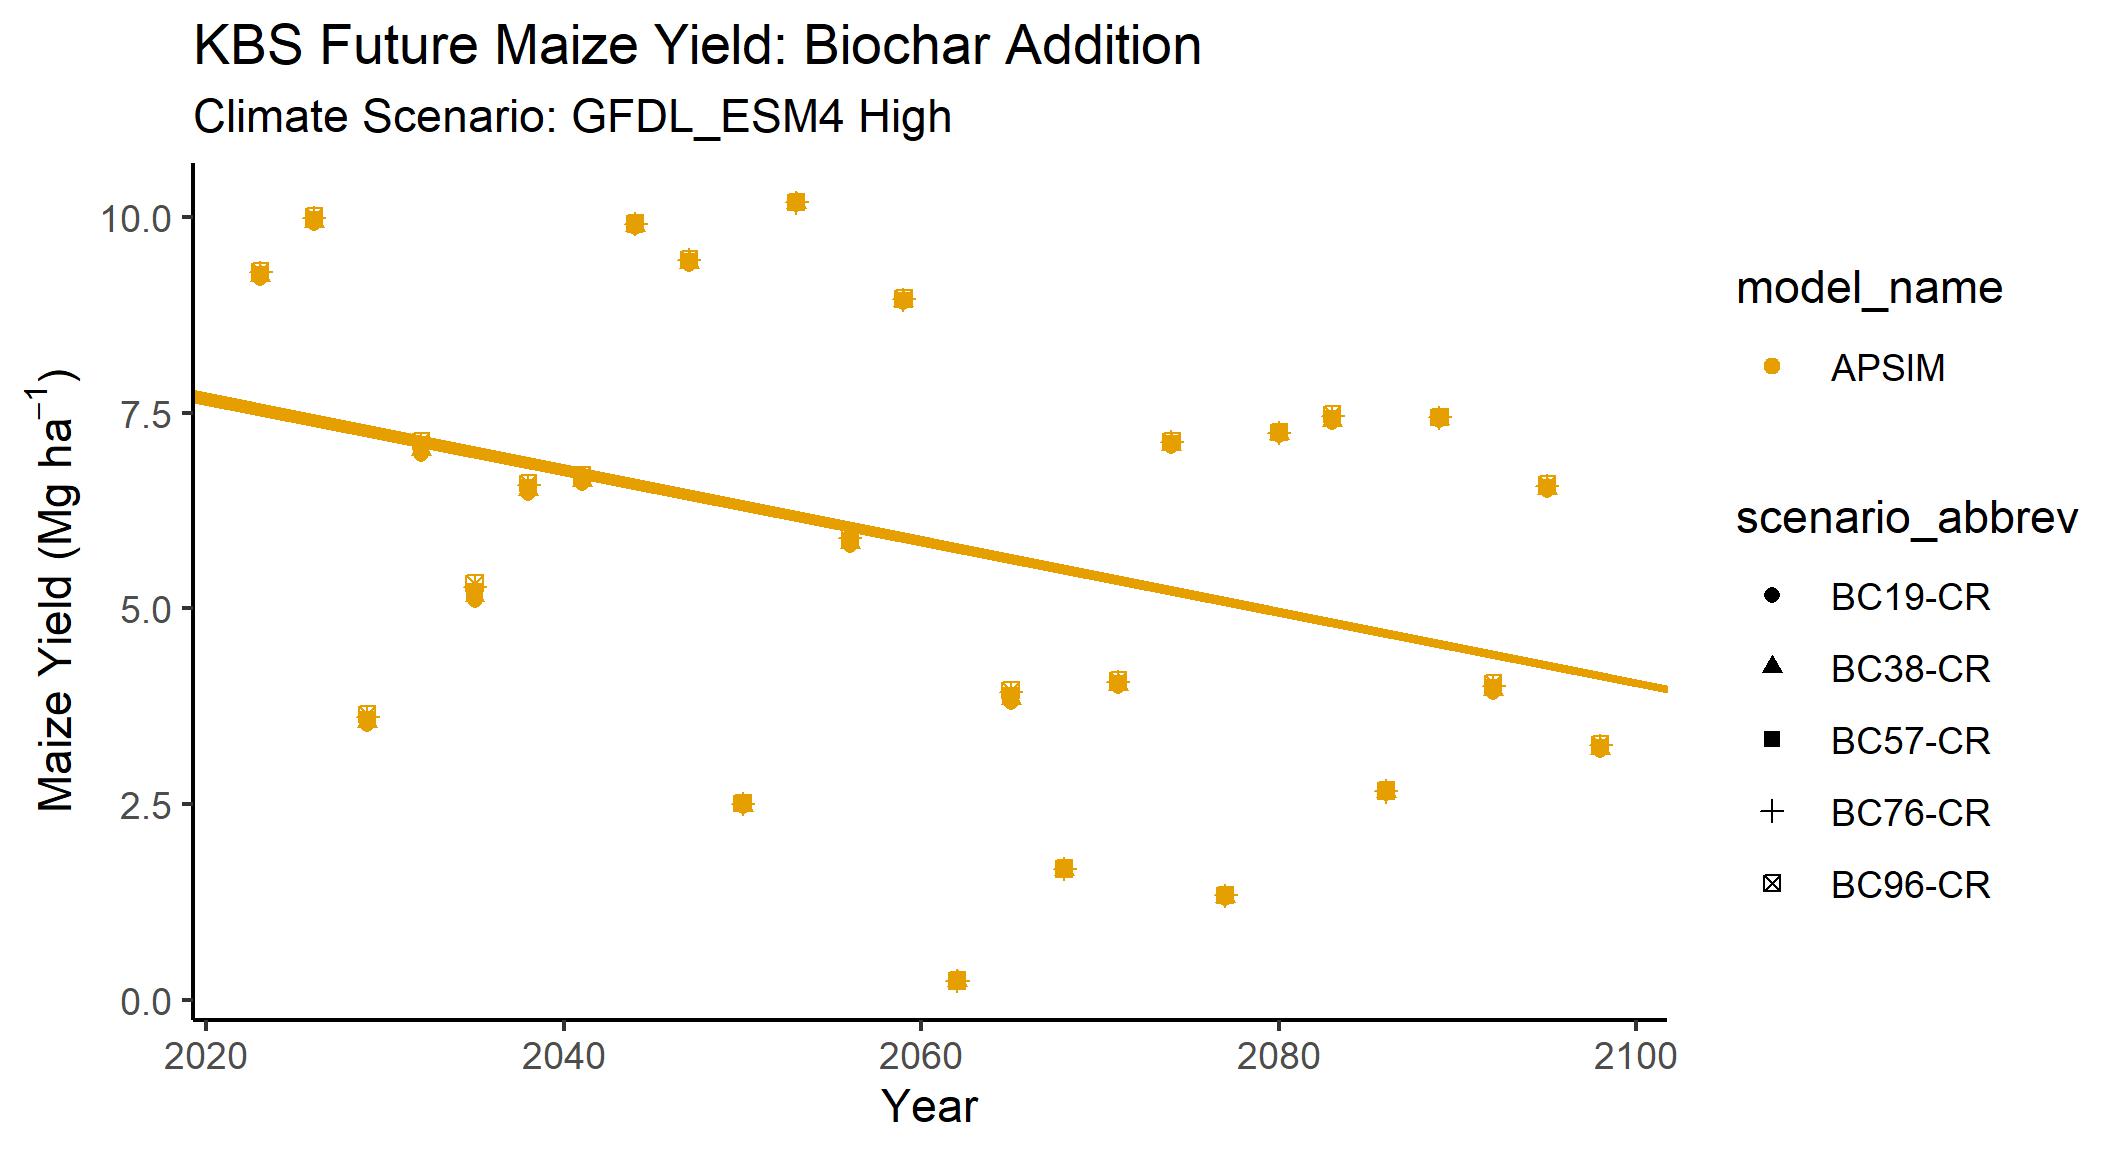 KBS Future Maize Yield: Biochar Addition
Climate Scenario: GFDL_ESM4 High
Maize Yield (Mg ha⁻¹)
10.0
7.5
5.0
2.5
0.0
2020 2040 2060 2080 2100
Year
model_name
APSIM
scenario_abbrev
BC19-CR
BC38-CR
BC57-CR
BC76-CR
BC96-CR